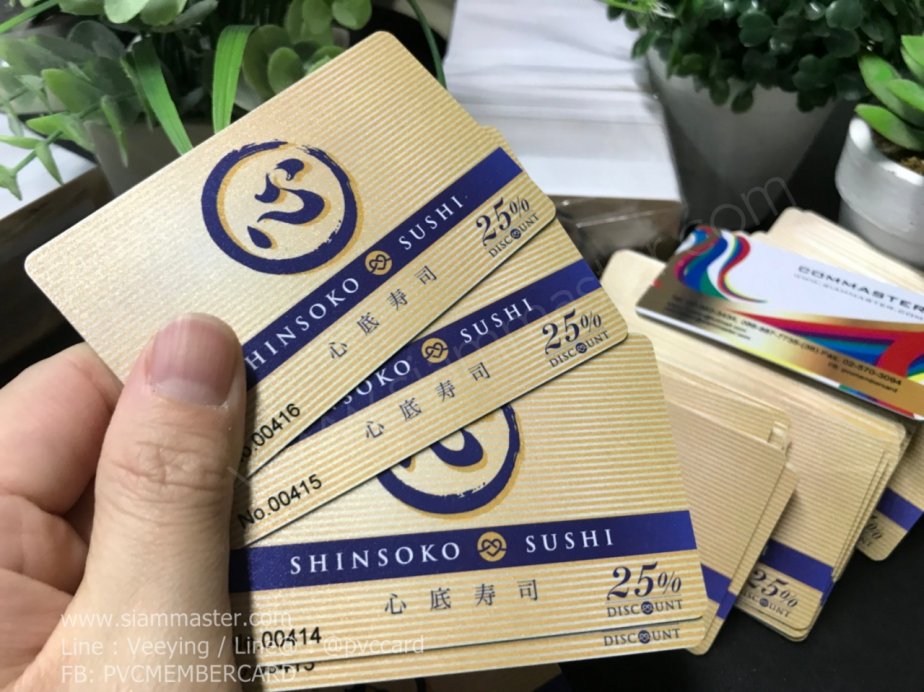 SHINSOKO SUSHI
心底寿司
25%
DISCOUNT
00416
SHINSOKO SUSHI
心底寿司
25%
DISCOUNT
No.00415
SHINSOKO SUSHI
心底寿司
25%
DISCOUNT
00414
DISCOUNT
COMMASTER
25%
DISCOUNT
www.siammaster.com
Line : Veeying / Line@ : @pvccard
FB: PVCMEMBERCARD